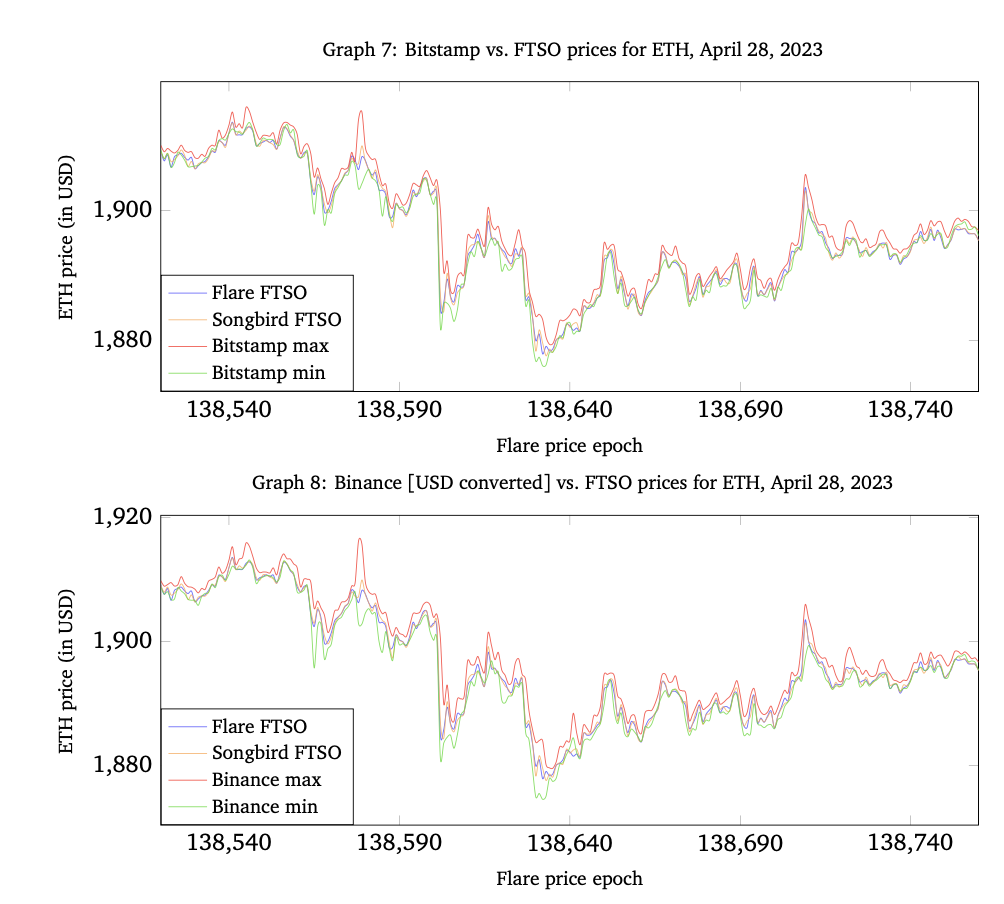 Graph 7: Bitstamp vs. FTSO prices for ETH, April 28, 2023
ETH price (in USD)
1,900
1,880
Flare FTSO
Songbird FTSO
Bitstamp max
Bitstamp min
138,540 138,590 138,640 138,690 138,740
Flare price epoch
Graph 8: Binance [USD converted] vs. FTSO prices for ETH, April 28, 2023
ETH price (in USD)
1,920
1,900
1,880
Flare FTSO
Songbird FTSO
Binance max
Binance min
138,540 138,590 138,640 138,690 138,740
Flare price epoch